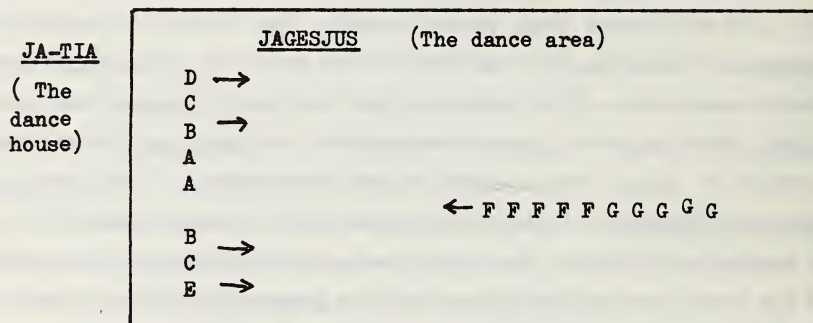 JAGESJUS (The dance area)
JA-TIA
( The
dance
house)
D →
C
B →
A
A
← F F F F F G G G G G
B →
C
E →